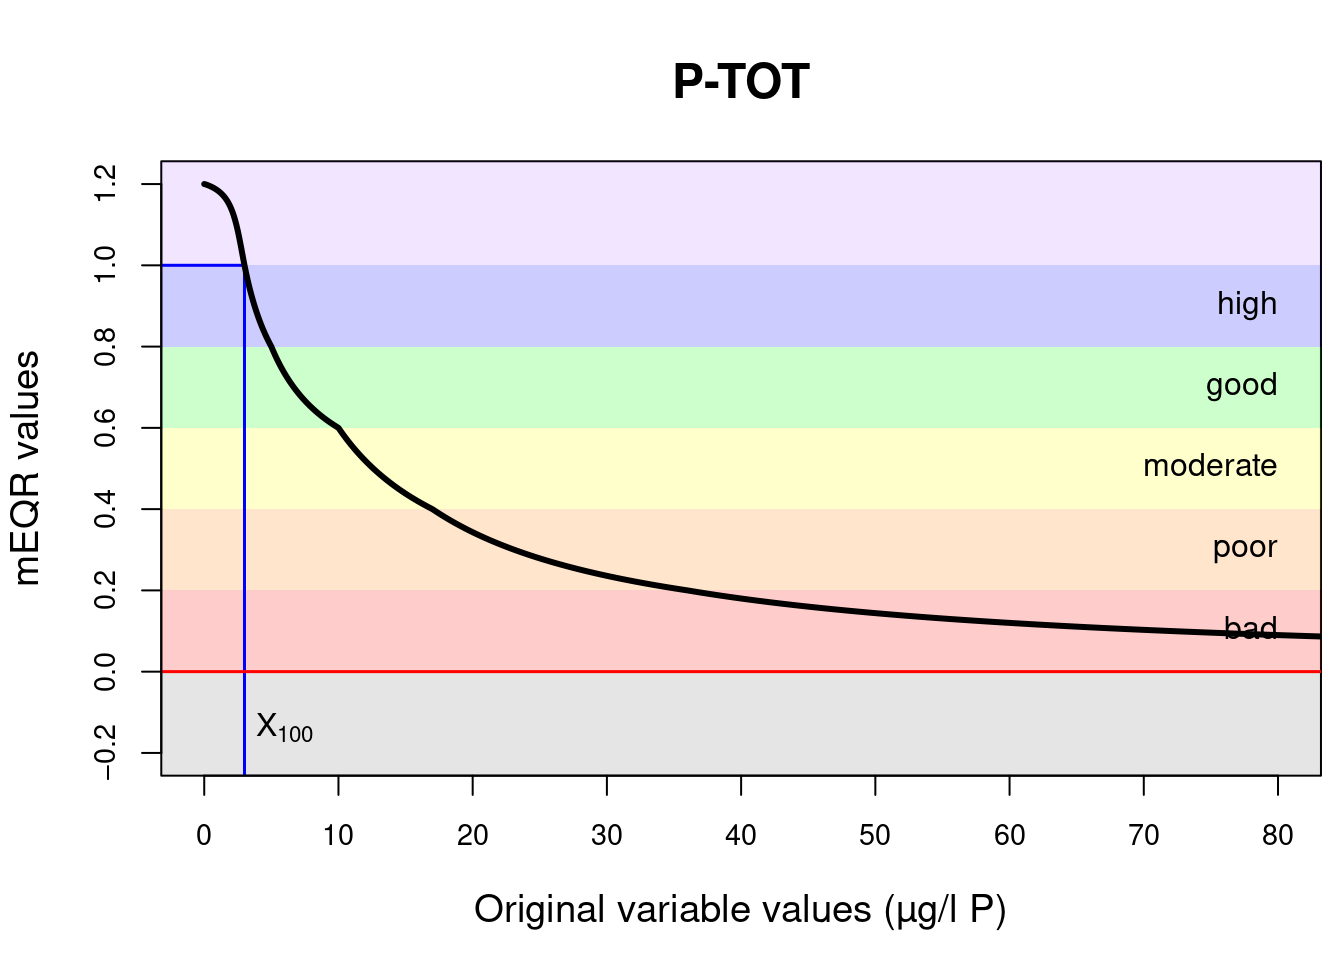 P-TOT
mEQR values
1.2
1.0
0.8
0.6
0.4
0.2
0.0
−0.2
high
good
moderate
poor
bad
X100
0 10 20 30 40 50 60 70 80
Original variable values (µg/l P)